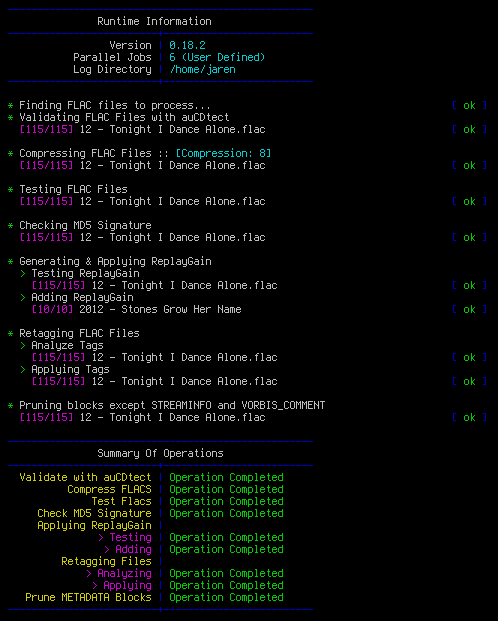 Runtime Information
Version | 0.18.2
Parallel Jobs | 6 (User Defined)
Log Directory | /home/jaren
* Finding FLAC files to process... [ ok ]
* Validating FLAC Files with auCDtect
[115/115] 12 - Tonight I Dance Alone.flac [ ok ]
* Compressing FLAC Files :: [Compression: 8]
[115/115] 12 - Tonight I Dance Alone.flac [ ok ]
* Testing FLAC Files
[115/115] 12 - Tonight I Dance Alone.flac [ ok ]
* Checking MD5 Signature
[115/115] 12 - Tonight I Dance Alone.flac [ ok ]
* Generating & Applying ReplayGain
> Testing ReplayGain
[115/115] 12 - Tonight I Dance Alone.flac [ ok ]
> Adding ReplayGain
[10/10] 2012 - Stones Grow Her Name [ ok ]
* Retagging FLAC Files
> Analyze Tags
[115/115] 12 - Tonight I Dance Alone.flac [ ok ]
> Applying Tags
[115/115] 12 - Tonight I Dance Alone.flac [ ok ]
* Pruning blocks except STREAMINFO and VORBIS_COMMENT
[115/115] 12 - Tonight I Dance Alone.flac [ ok ]
Summary Of Operations
Validate with auCDtect | Operation Completed
Compress FLACS | Operation Completed
Test Flacs | Operation Completed
Check MD5 Signature | Operation Completed
Applying ReplayGain |
> Testing | Operation Completed
> Adding | Operation Completed
Retagging Files |
> Analyzing | Operation Completed
> Applying | Operation Completed
Prune METADATA Blocks | Operation Completed